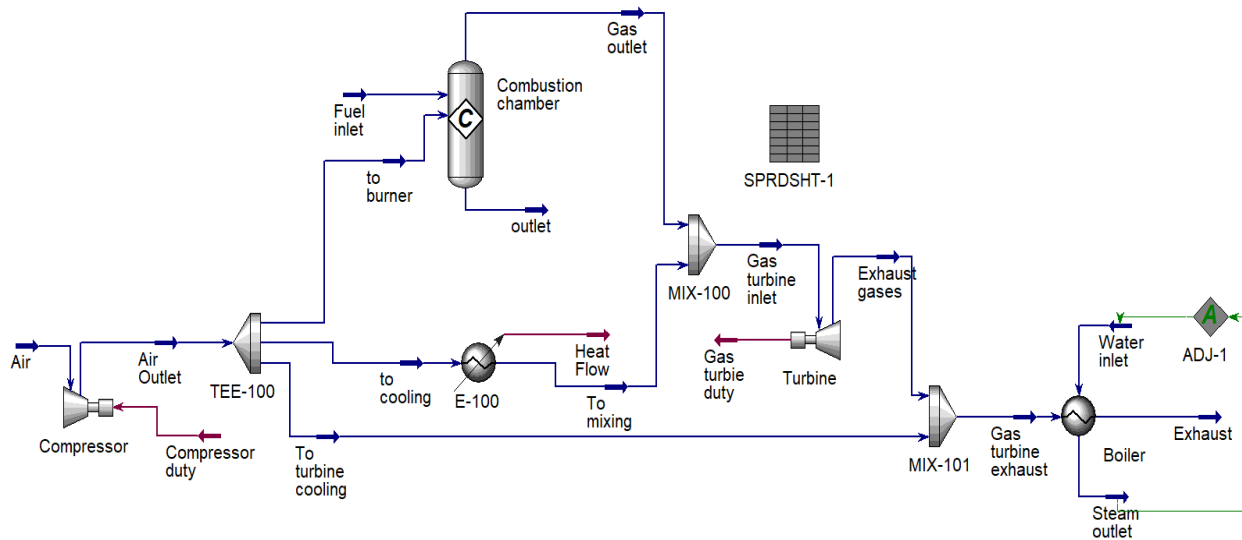 Gas
outlet
Combustion
chamber
C
Fuel
inlet
to
burner
outlet
SPRDSHT-1
MIX-100
Gas
turbine
inlet
Exhaust
gases
A
ADJ-1
Water
inlet
Air
Air
Outlet
TEE-100
to
cooling
E-100
Heat
Flow
To
mixing
Gas
turbie
duty
Turbine
Compressor
Compressor
duty
To
turbine
cooling
MIX-101
Gas
turbine
exhaust
Boiler
Exhaust
Steam
outlet